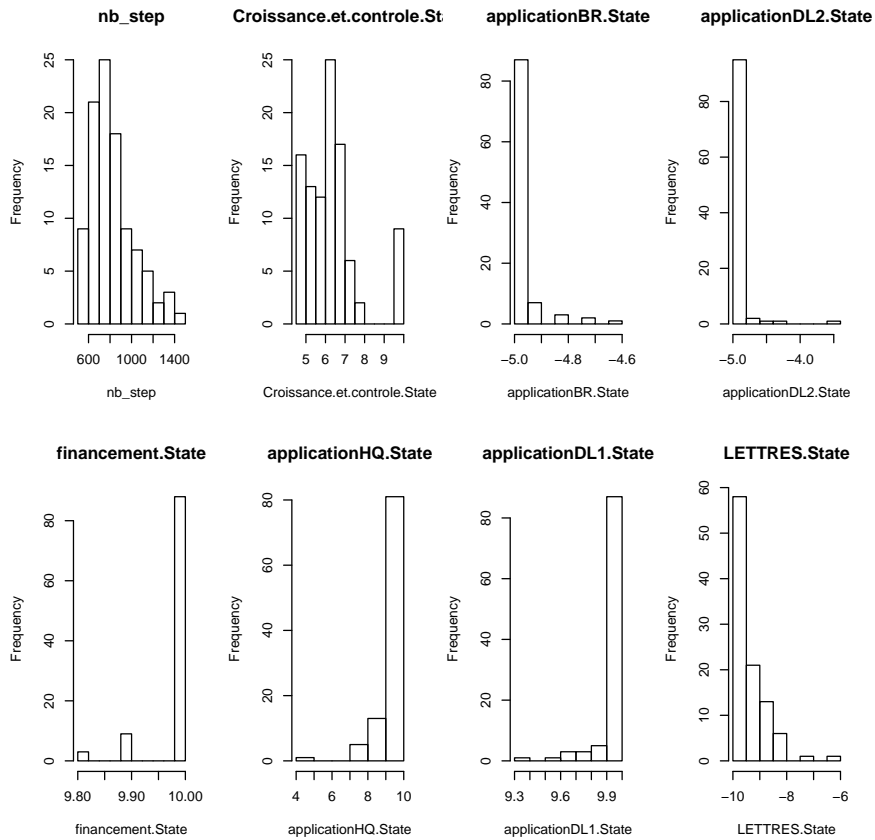 nb_step
Frequency
0 5 10 15 20 25
600 1000 1400
nb_step
Croissance.et.controle.Sta
Frequency
0 5 10 15 20 25
5 6 7 8 9
Croissance.et.controle.State
applicationBR.State
Frequency
0 20 40 60 80
−5.0 −4.8 −4.6
applicationBR.State
applicationDL2.State
Frequency
0 20 40 60 80
−5.0 −4.0
applicationDL2.State
financement.State
Frequency
0 20 40 60 80
9.80 9.90 10.00
financement.State
applicationHQ.State
Frequency
0 20 40 60 80
4 6 8 10
applicationHQ.State
applicationDL1.State
Frequency
0 20 40 60 80
9.3 9.6 9.9
applicationDL1.State
LETTRES.State
Frequency
0 10 20 30 40 50 60
−10 −8 −6
LETTRES.State